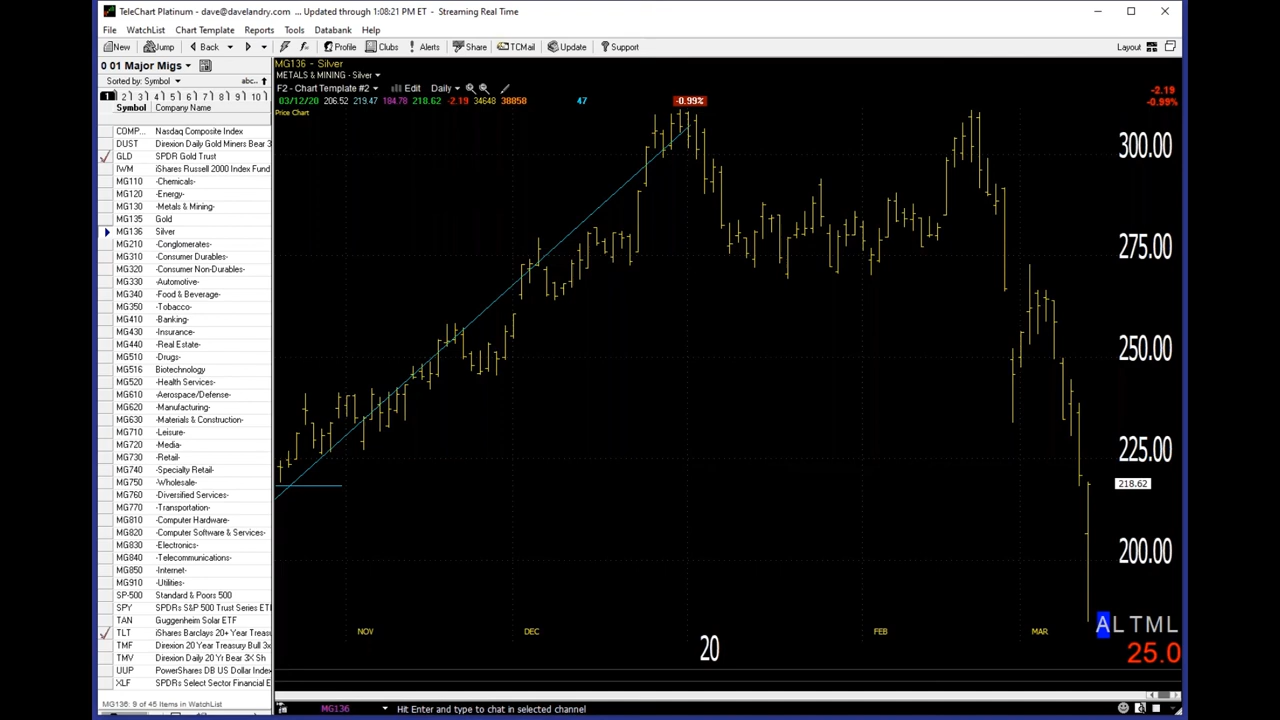 TeleChart Platinum - dave@davelandry.com ... Updated through 1:08:21 PM ET - Streaming Real Time
File WatchList Chart Template Reports Tools Databank Help
New Jump Back Profile Clubs Alerts Share TCMail Update Support Layout
0 01 Major Migs
Sorted by: Symbol abc..
1 2 3 4 5 6 7 8 9 10
Symbol Company Name
COMP... Nasdaq Composite Index
DUST Direxion Daily Gold Miners Bear 3
GLD SPDR Gold Trust
IWM iShares Russell 2000 Index Fund
MG110 -Chemicals-
MG120 -Energy-
MG130 -Metals & Mining-
MG135 Gold
MG136 Silver
MG210 -Conglomerates-
MG310 -Consumer Durables-
MG320 -Consumer Non-Durables-
MG330 -Automotive-
MG340 -Food & Beverage-
MG350 -Tobacco-
MG410 -Banking-
MG430 -Insurance-
MG440 -Real Estate-
MG510 -Drugs-
MG516 Biotechnology
MG520 -Health Services-
MG610 -Aerospace/Defense-
MG620 -Manufacturing-
MG630 -Materials & Construction-
MG710 -Leisure-
MG720 -Media-
MG730 -Retail-
MG740 -Specialty Retail-
MG750 -Wholesale-
MG760 -Diversified Services-
MG770 -Transportation-
MG810 -Computer Hardware-
MG820 -Computer Software & Services-
MG830 -Electronics-
MG840 -Telecommunications-
MG850 -Internet-
MG910 -Utilities-
SP-500 Standard & Poors 500
SPY SPDRs S&P 500 Trust Series ETF
TAN Guggenheim Solar ETF
TLT iShares Barclays 20+ Year Treasu
TMF Direxion 20 Year Treasury Bull 3x
TMV Direxion Daily 20 Yr Bear 3X Sh
UUP PowerShares DB US Dollar Index
XLF SPDRs Select Sector Financial E
MG136: 9 of 45 Items in WatchList
MG136 - Silver
METALS & MINING - Silver
F2 - Chart Template #2 Edit Daily
03/12/20 206.52 219.47 184.78 218.62 -2.19 34648 38858 47 -0.99%
Price Chart
-2.19
-0.99%
300.00
275.00
250.00
225.00
218.62
200.00
NOV DEC 20 FEB MAR
ALTML
25.0
MG136 Hit Enter and type to chat in selected channel